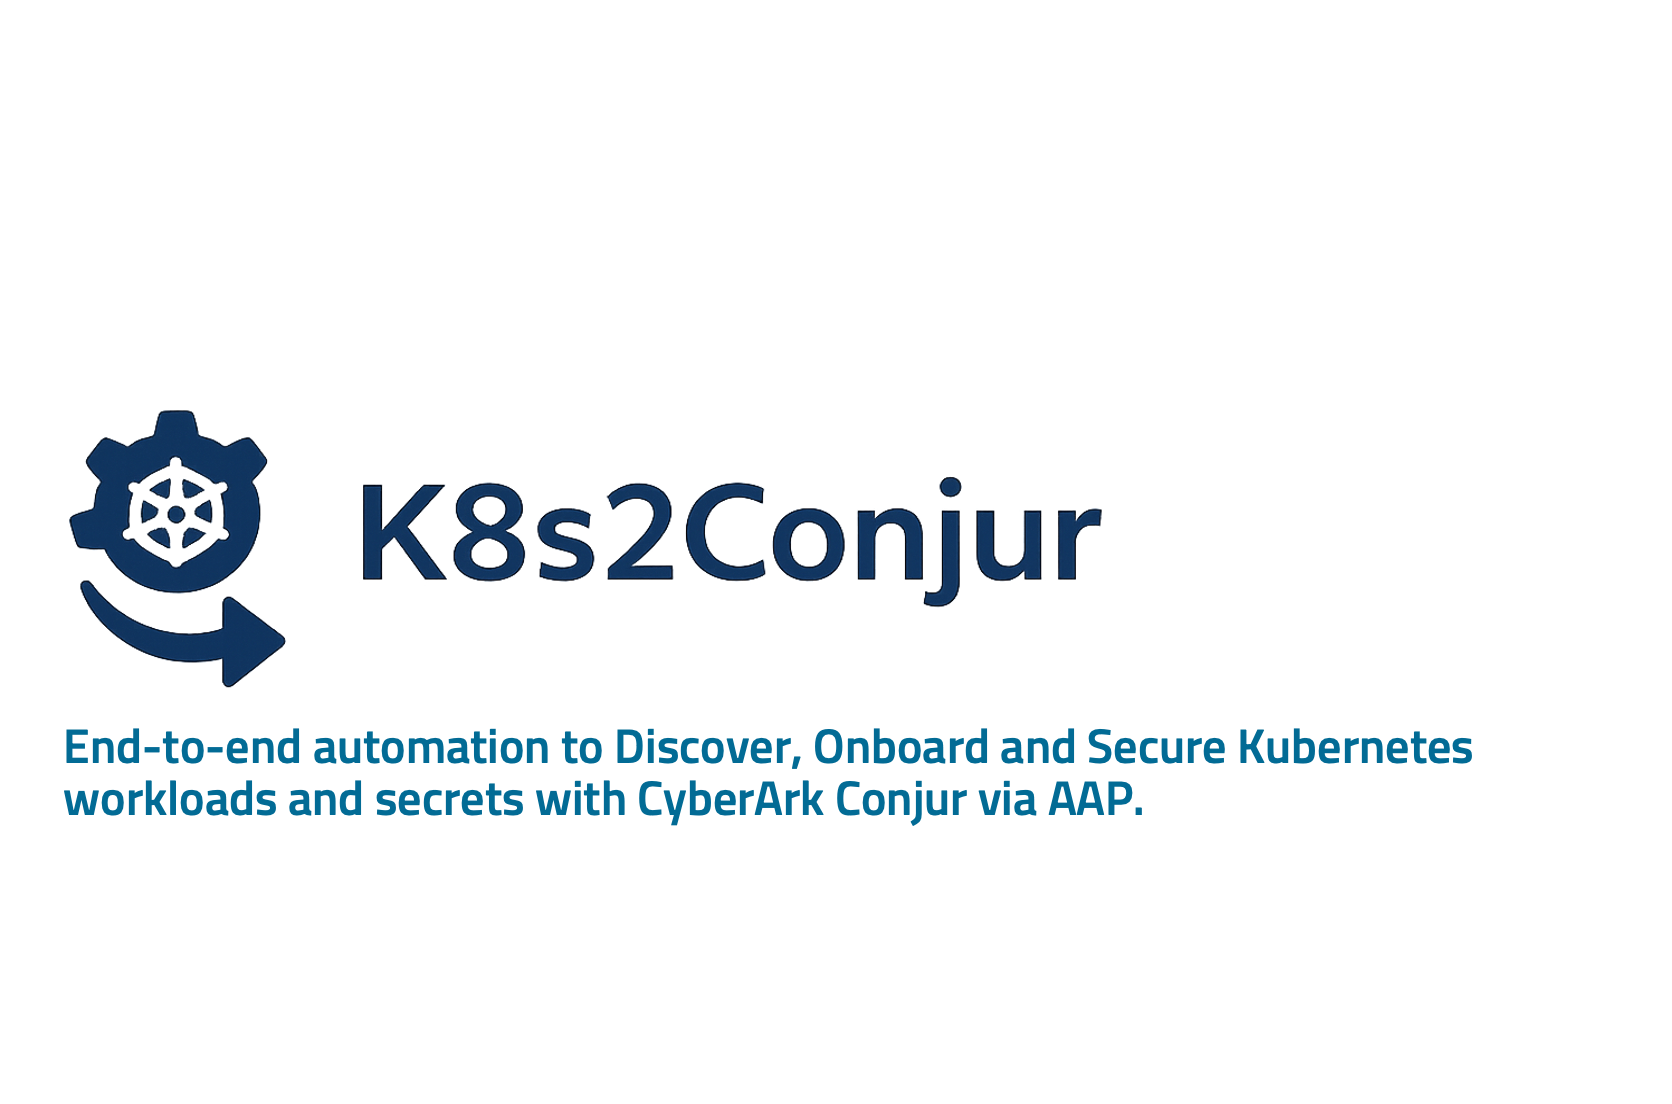 K8s2Conjur
End-to-end automation to Discover, Onboard and Secure Kubernetes
workloads and secrets with CyberArk Conjur via AAP.